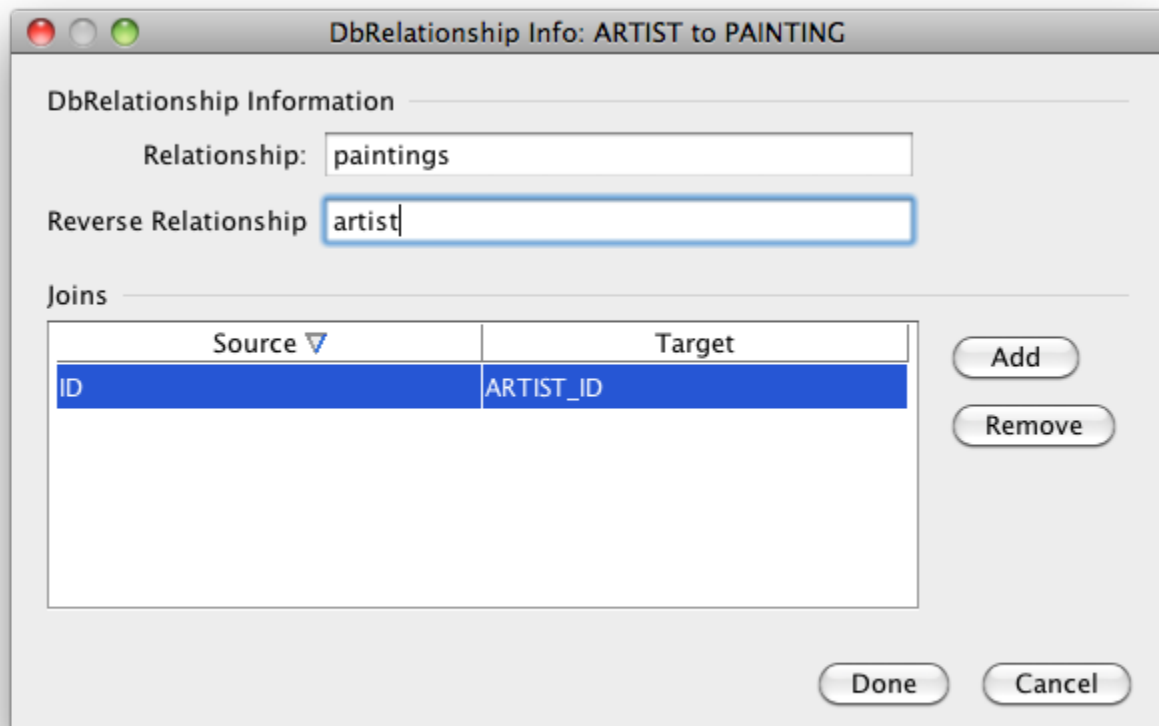 DbRelationship Info: ARTIST to PAINTING
DbRelationship Information
Relationship: paintings
Reverse Relationship artist
Joins
Source Target
ID ARTIST_ID
Add
Remove
Done Cancel